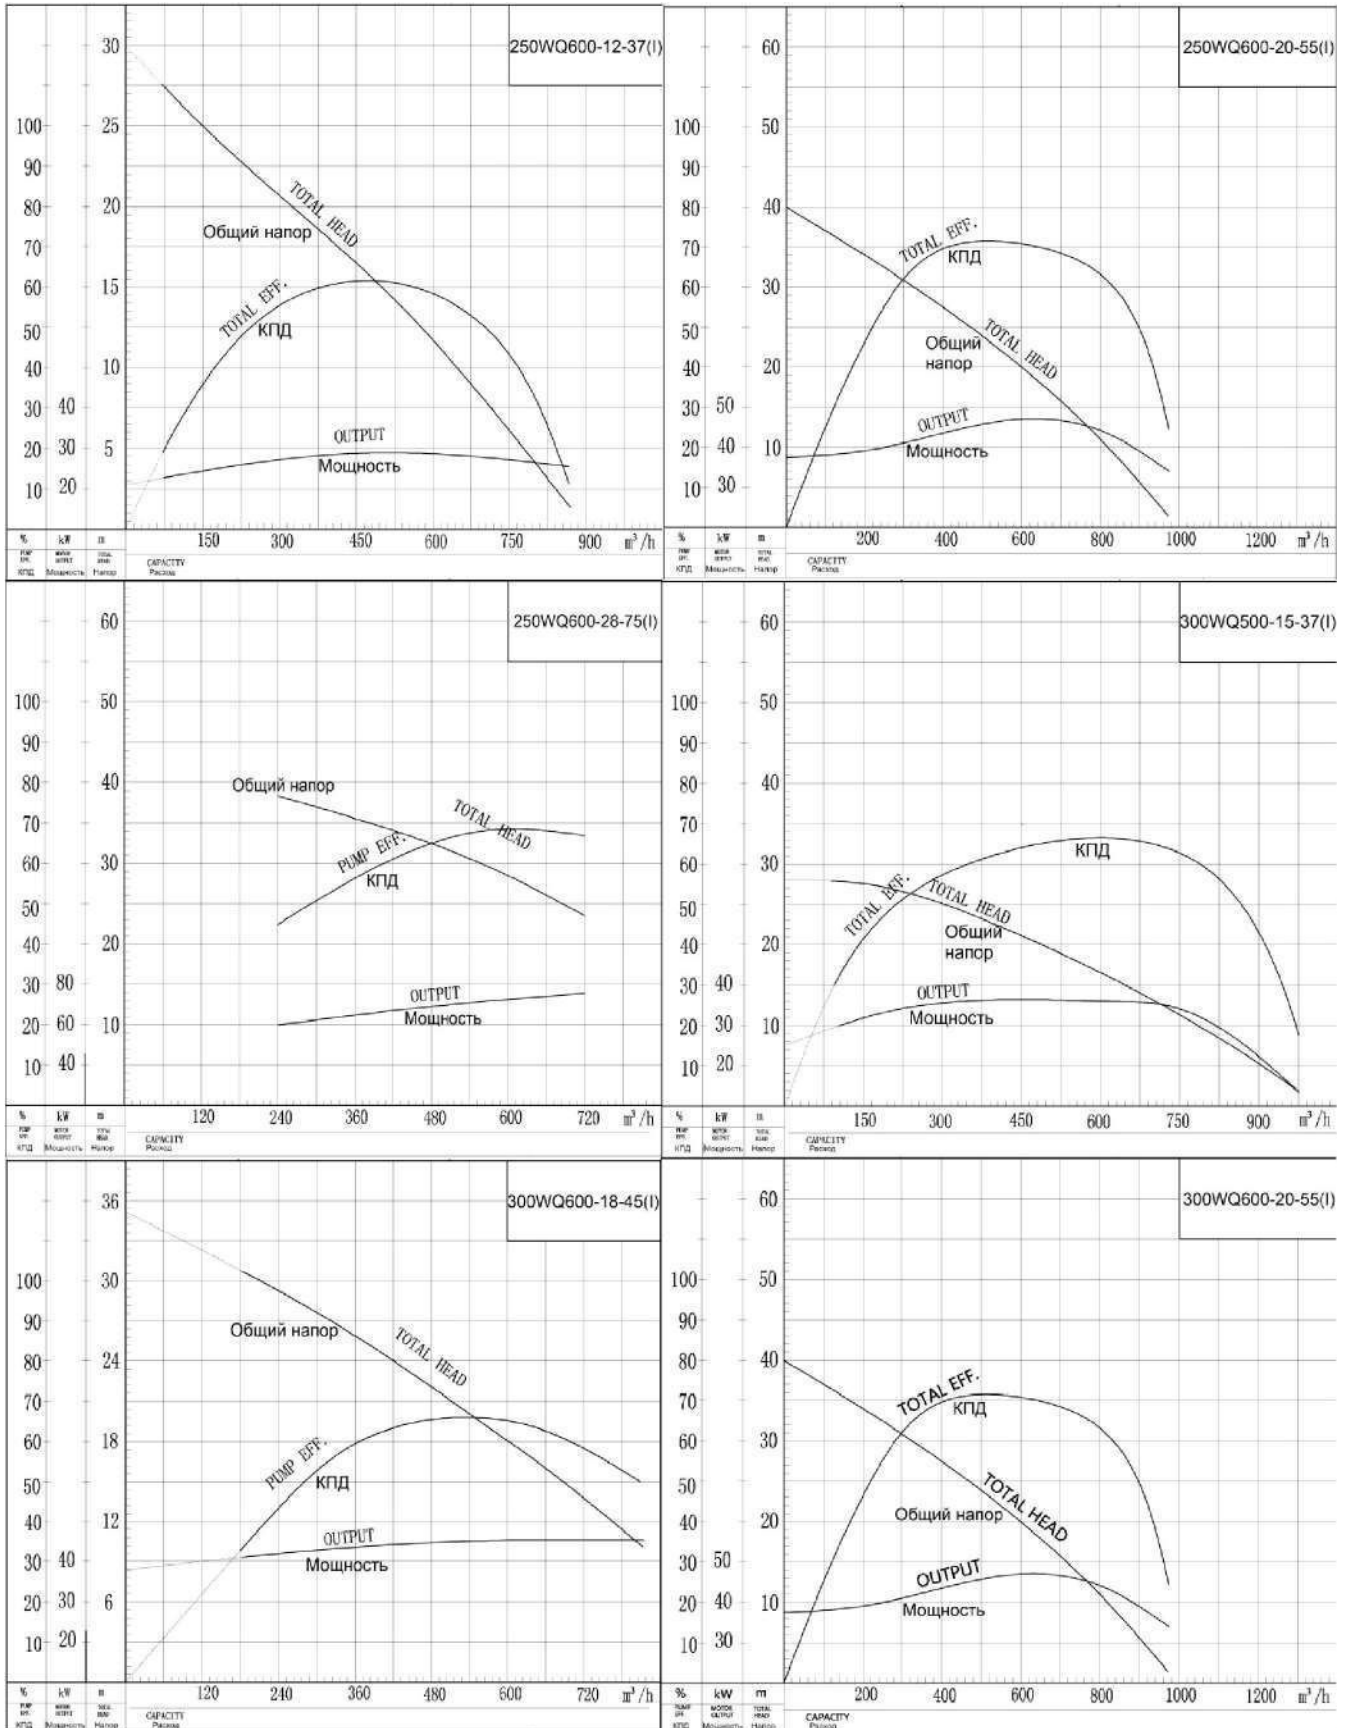 250WQ600-12-37(I)
30
100
25
90
80
20
TOTAL HEAD
Общий напор
70
60
15
TOTAL EFF.
КПД
50
40
10
30
40
OUTPUT
20
30
5
Мощность
10
20
%
kW
m
150
300
450
600
750
900
m³/h
CAPACITY
Расход
КПД
Мощность
Напор
250WQ600-20-55(I)
60
100
50
90
80
40
TOTAL EFF.
КПД
70
60
30
TOTAL HEAD
Общий
напор
50
40
20
30
50
OUTPUT
20
40
10
Мощность
10
30
%
kW
m
200
400
600
800
1000
1200
m³/h
CAPACITY
Расход
КПД
Мощность
Напор
250WQ600-28-75(I)
60
100
50
90
80
40
Общий напор
TOTAL HEAD
70
60
30
PUMP EFF.
КПД
50
40
20
30
80
OUTPUT
20
60
10
Мощность
10
40
%
kW
m
120
240
360
480
600
720
m³/h
CAPACITY
Расход
КПД
Мощность
Напор
300WQ500-15-37(I)
60
100
50
90
80
40
70
КПД
60
30
TOTAL EFF.
TOTAL HEAD
50
Общий
напор
40
20
30
40
OUTPUT
20
30
10
Мощность
10
20
%
kW
m
150
300
450
600
750
900
m³/h
CAPACITY
Расход
КПД
Мощность
Напор
300WQ600-18-45(I)
36
100
30
90
Общий напор
TOTAL HEAD
80
24
70
60
18
PUMP EFF.
КПД
50
40
12
OUTPUT
30
40
Мощность
20
30
6
10
20
%
kW
m
120
240
360
480
600
720
m³/h
CAPACITY
Расход
КПД
Мощность
Напор
300WQ600-20-55(I)
60
100
50
90
80
40
TOTAL EFF.
КПД
70
60
30
50
TOTAL HEAD
Общий напор
40
20
30
50
OUTPUT
20
40
10
Мощность
10
30
%
kW
m
200
400
600
800
1000
1200
m³/h
CAPACITY
Расход
КПД
Мощность
Напор